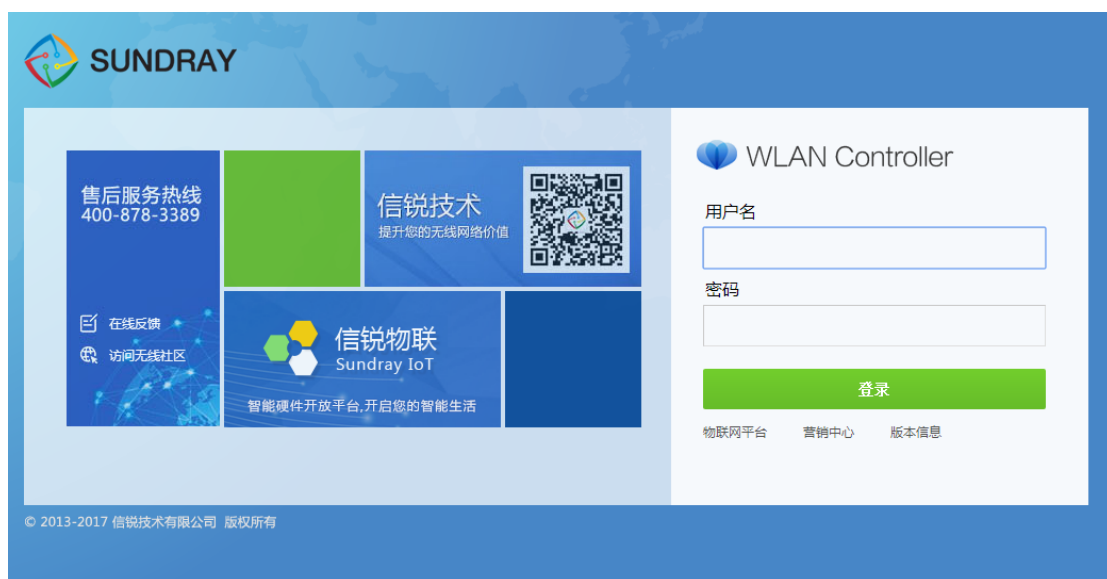 SUNDRAY
售后服务热线
400-878-3389
信锐技术
提升您的无线网络价值
在线反馈
访问无线社区
信锐物联
Sundray IoT
智能硬件开放平台,开启您的智能生活
WLAN Controller
用户名
密码
登录
物联网平台 营销中心 版本信息
© 2013-2017 信锐技术有限公司 版权所有